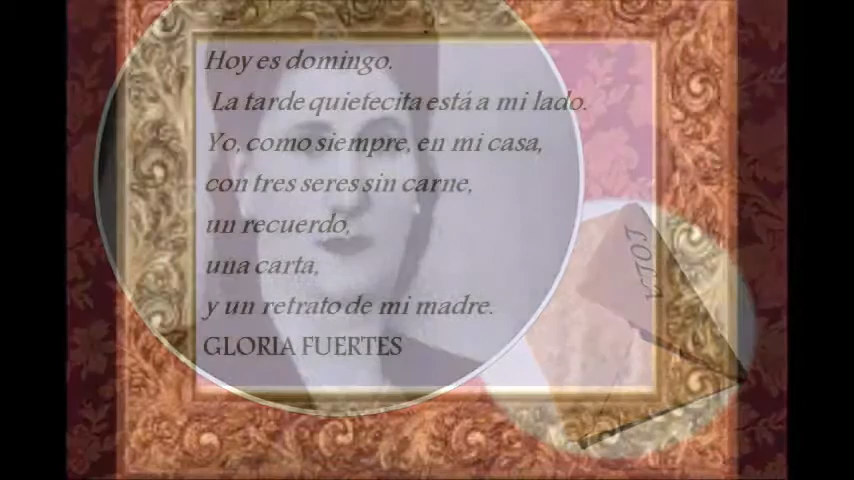 Hoy es domingo.
La tarde quietecita está a mi lado.
Yo, como siempre, en mi casa,
con tres seres sin carne,
un recuerdo,
una carta,
y un retrato de mi madre.
GLORIA FUERTES
LOLA